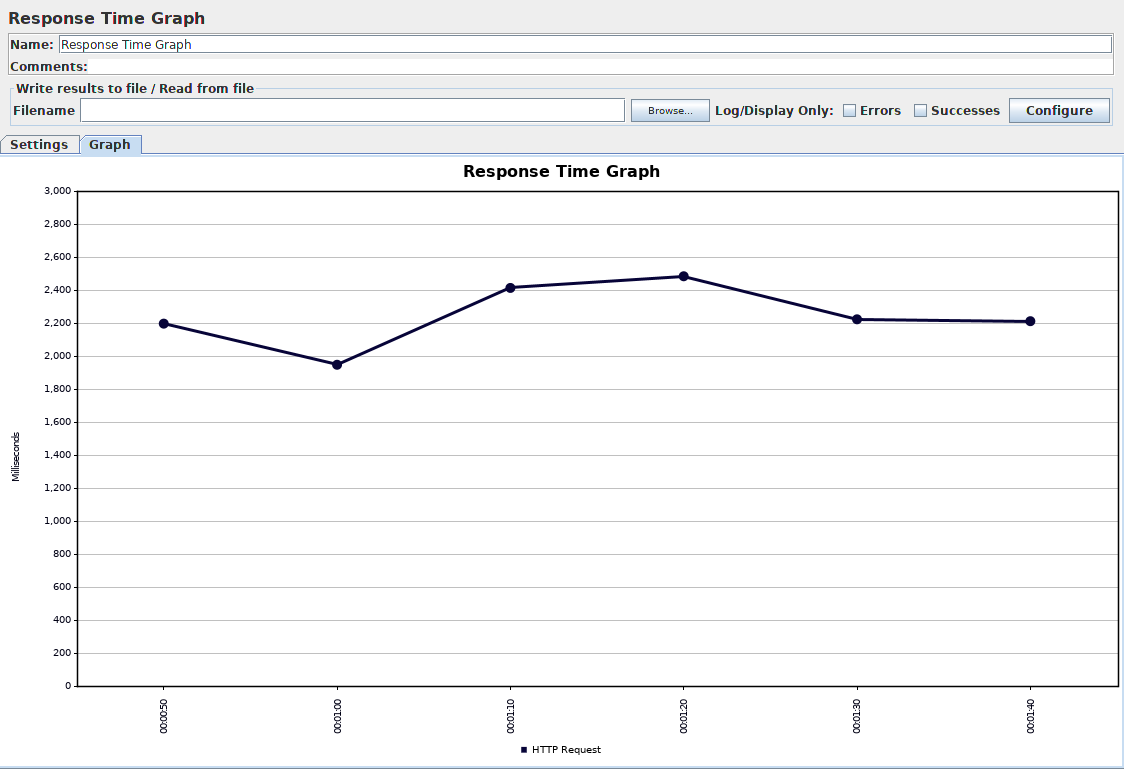 Response Time Graph
Name: Response Time Graph
Comments:
Write results to file / Read from file
Filename Browse... Log/Display Only: Errors Successes Configure
Settings Graph
Response Time Graph
3,000
2,800
2,600
2,400
2,200
2,000
1,800
1,600
1,400
1,200
1,000
800
600
400
200
0
Milliseconds
00:00:50 00:01:00 00:01:10 00:01:20 00:01:30 00:01:40
HTTP Request